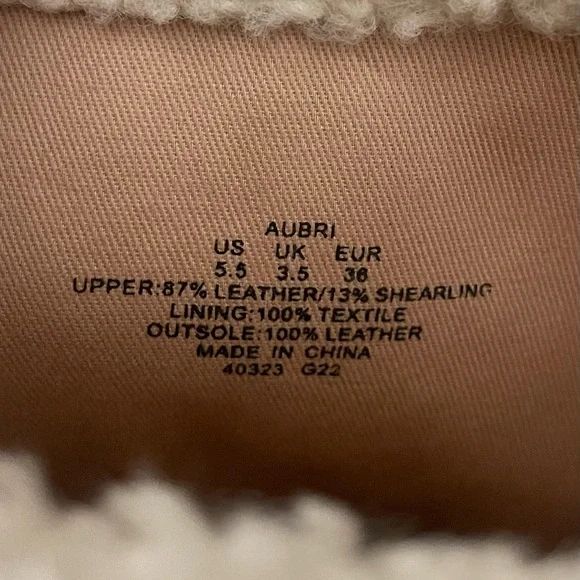 AUBRI
US UK EUR
5.5 3.5 36
UPPER:87% LEATHER/13% SHEARLING
LINING:100% TEXTILE
OUTSOLE:100% LEATHER
MADE IN CHINA
40323 G22